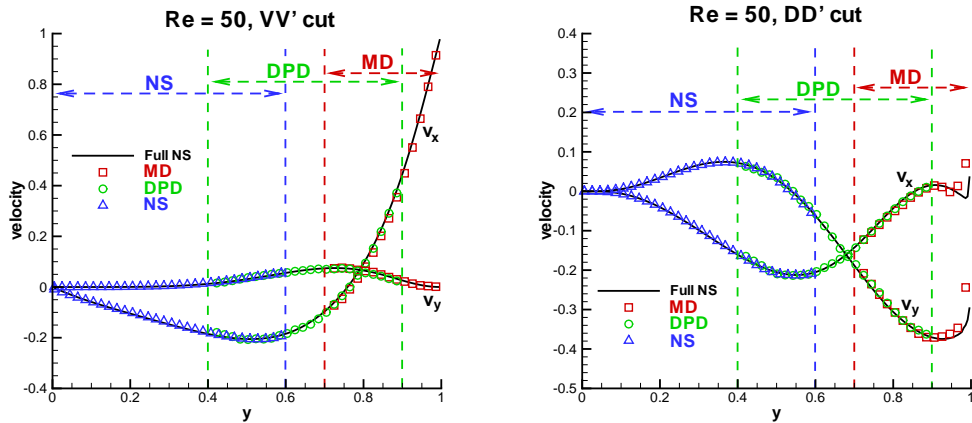 Re = 50, VV' cut
velocity
1
0.8
0.6
0.4
0.2
0
-0.2
-0.4
NS
DPD
MD
Full NS
MD
DPD
NS
v_x
v_y
0
0.2
0.4
0.6
0.8
1
y
Re = 50, DD' cut
velocity
0.4
0.3
0.2
0.1
0
-0.1
-0.2
-0.3
-0.4
-0.5
NS
DPD
MD
v_x
v_y
Full NS
MD
DPD
NS
0
0.2
0.4
0.6
0.8
1
y